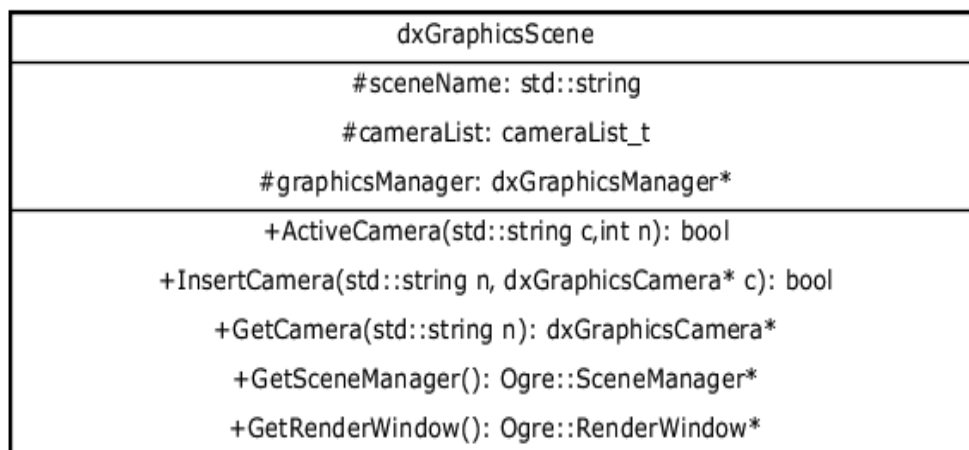 dxGraphicsScene
#sceneName: std::string
#cameraList: cameraList_t
#graphicsManager: dxGraphicsManager*
+ActiveCamera(std::string c,int n): bool
+InsertCamera(std::string n, dxGraphicsCamera* c): bool
+GetCamera(std::string n): dxGraphicsCamera*
+GetSceneManager(): Ogre::SceneManager*
+GetRenderWindow(): Ogre::RenderWindow*